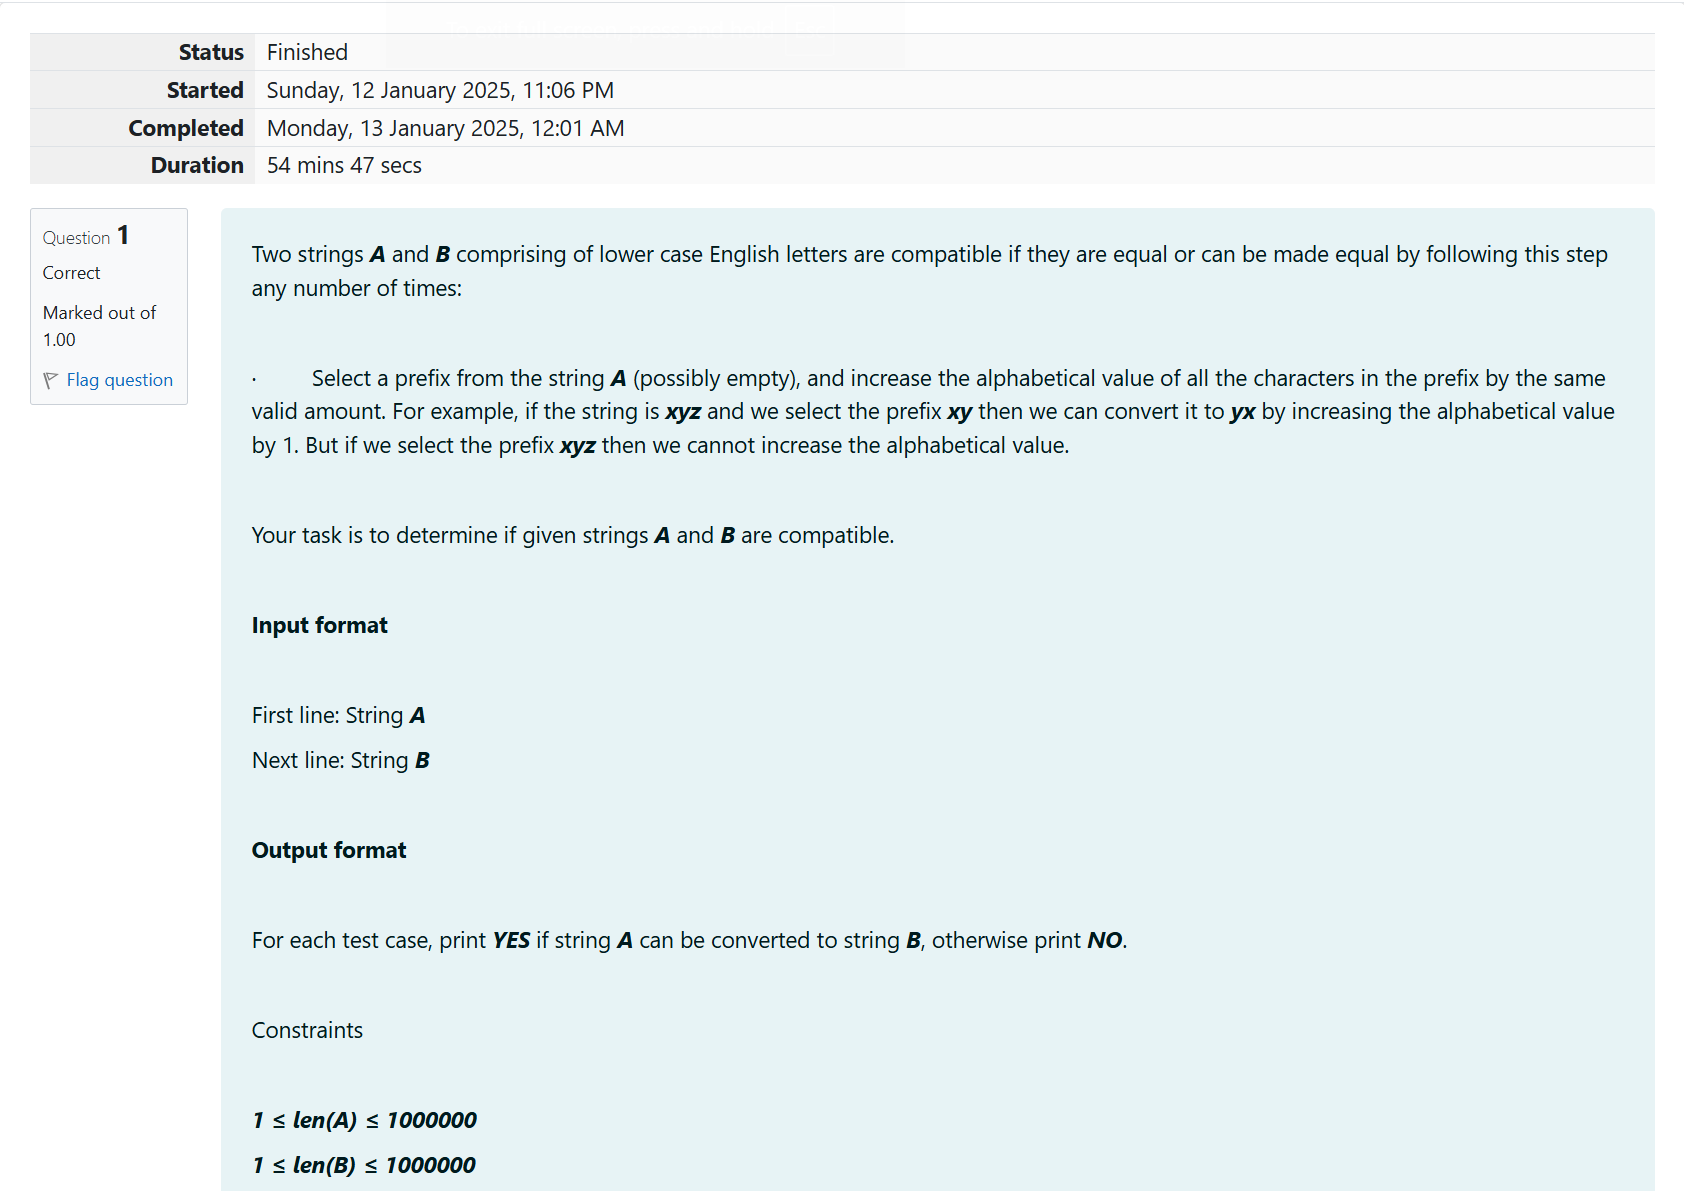 Status Finished
Started Sunday, 12 January 2025, 11:06 PM
Completed Monday, 13 January 2025, 12:01 AM
Duration 54 mins 47 secs
Question 1
Correct
Marked out of
1.00
Flag question
Two strings A and B comprising of lower case English letters are compatible if they are equal or can be made equal by following this step
any number of times:
· Select a prefix from the string A (possibly empty), and increase the alphabetical value of all the characters in the prefix by the same
valid amount. For example, if the string is xyz and we select the prefix xy then we can convert it to yx by increasing the alphabetical value
by 1. But if we select the prefix xyz then we cannot increase the alphabetical value.
Your task is to determine if given strings A and B are compatible.
Input format
First line: String A
Next line: String B
Output format
For each test case, print YES if string A can be converted to string B, otherwise print NO.
Constraints
1 ≤ len(A) ≤ 1000000
1 ≤ len(B) ≤ 1000000